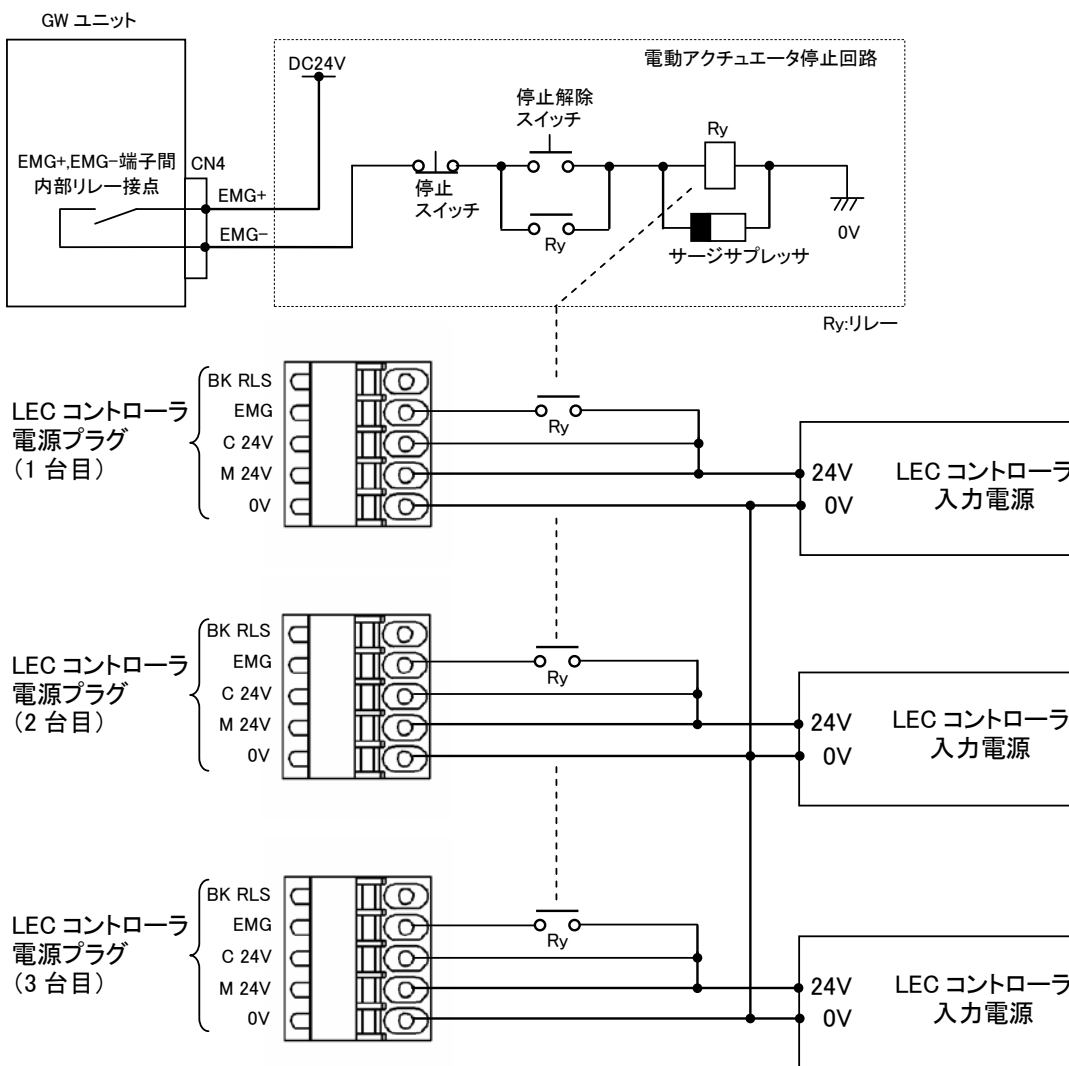 GW ユニット
電動アクチュエータ停止回路
DC24V
停止解除
スイッチ
Ry
EMG+,EMG-端子間
内部リレー接点
CN4
EMG+
EMG-
停止
スイッチ
Ry
サージサプレッサ
0V
Ry:リレー
LEC コントローラ
電源プラグ
(1 台目)
BK RLS
EMG
C 24V
M 24V
0V
Ry
24V
0V
LEC コントローラ
入力電源
LEC コントローラ
電源プラグ
(2 台目)
BK RLS
EMG
C 24V
M 24V
0V
Ry
24V
0V
LEC コントローラ
入力電源
LEC コントローラ
電源プラグ
(3 台目)
BK RLS
EMG
C 24V
M 24V
0V
Ry
24V
0V
LEC コントローラ
入力電源